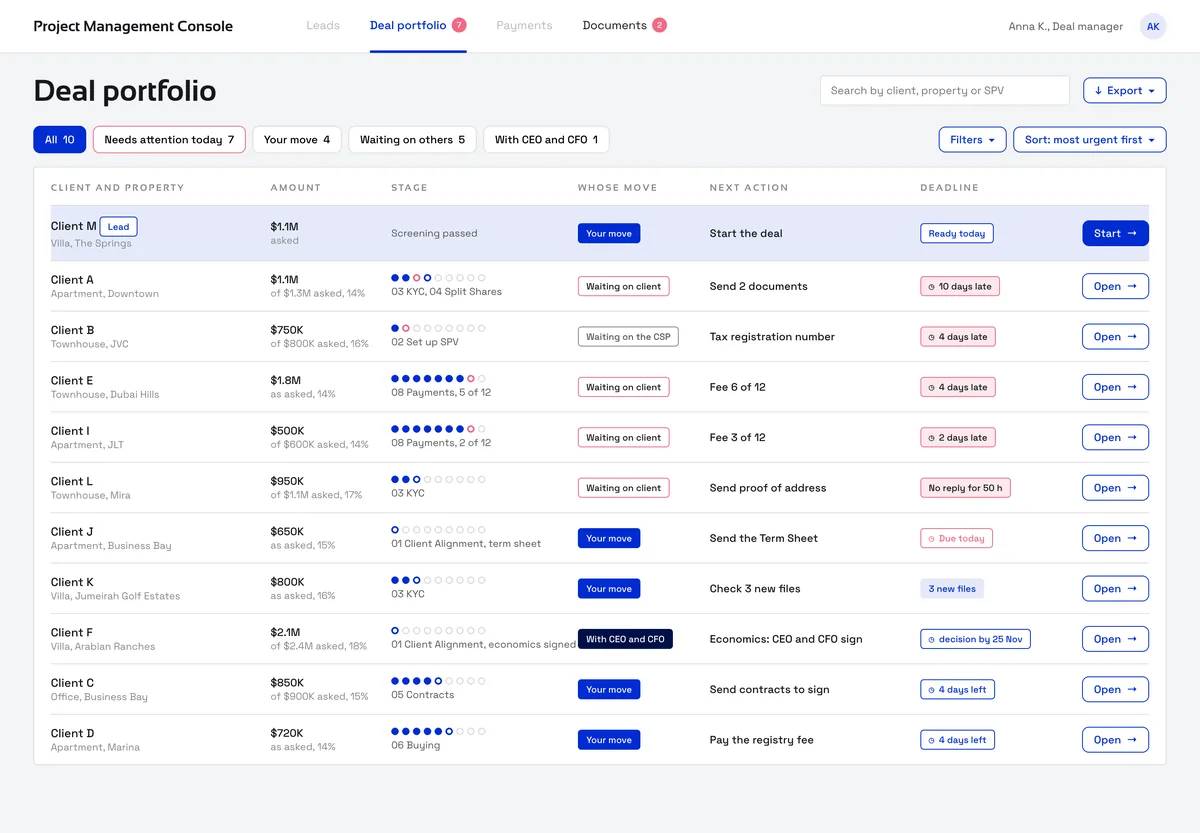 Project Management Console
Leads
Deal portfolio 7
Payments
Documents 2
Anna K., Deal manager
AK
Deal portfolio
Search by client, property or SPV
↓ Export
All 10
Needs attention today 7
Your move 4
Waiting on others 5
With CEO and CFO 1
Filters
Sort: most urgent first
CLIENT AND PROPERTY
AMOUNT
STAGE
WHOSE MOVE
NEXT ACTION
DEADLINE
Client M Lead
Villa, The Springs
$1.1M
asked
Screening passed
Your move
Start the deal
Ready today
Start →
Client A
Apartment, Downtown
$1.1M
of $1.3M asked, 14%
03 KYC, 04 Split Shares
Waiting on client
Send 2 documents
10 days late
Open →
Client B
Townhouse, JVC
$750K
of $800K asked, 16%
02 Set up SPV
Waiting on the CSP
Tax registration number
4 days late
Open →
Client E
Townhouse, Dubai Hills
$1.8M
as asked, 14%
08 Payments, 5 of 12
Waiting on client
Fee 6 of 12
4 days late
Open →
Client I
Apartment, JLT
$500K
of $600K asked, 14%
08 Payments, 2 of 12
Waiting on client
Fee 3 of 12
2 days late
Open →
Client L
Townhouse, Mira
$950K
of $1.1M asked, 17%
03 KYC
Waiting on client
Send proof of address
No reply for 50 h
Open →
Client J
Apartment, Business Bay
$650K
as asked, 15%
01 Client Alignment, term sheet
Your move
Send the Term Sheet
Due today
Open →
Client K
Villa, Jumeirah Golf Estates
$800K
as asked, 16%
03 KYC
Your move
Check 3 new files
3 new files
Open →
Client F
Villa, Arabian Ranches
$2.1M
of $2.4M asked, 18%
01 Client Alignment, economics signed
With CEO and CFO
Economics: CEO and CFO sign
decision by 25 Nov
Open →
Client C
Office, Business Bay
$850K
of $900K asked, 15%
05 Contracts
Your move
Send contracts to sign
4 days left
Open →
Client D
Apartment, Marina
$720K
as asked, 14%
06 Buying
Your move
Pay the registry fee
4 days left
Open →